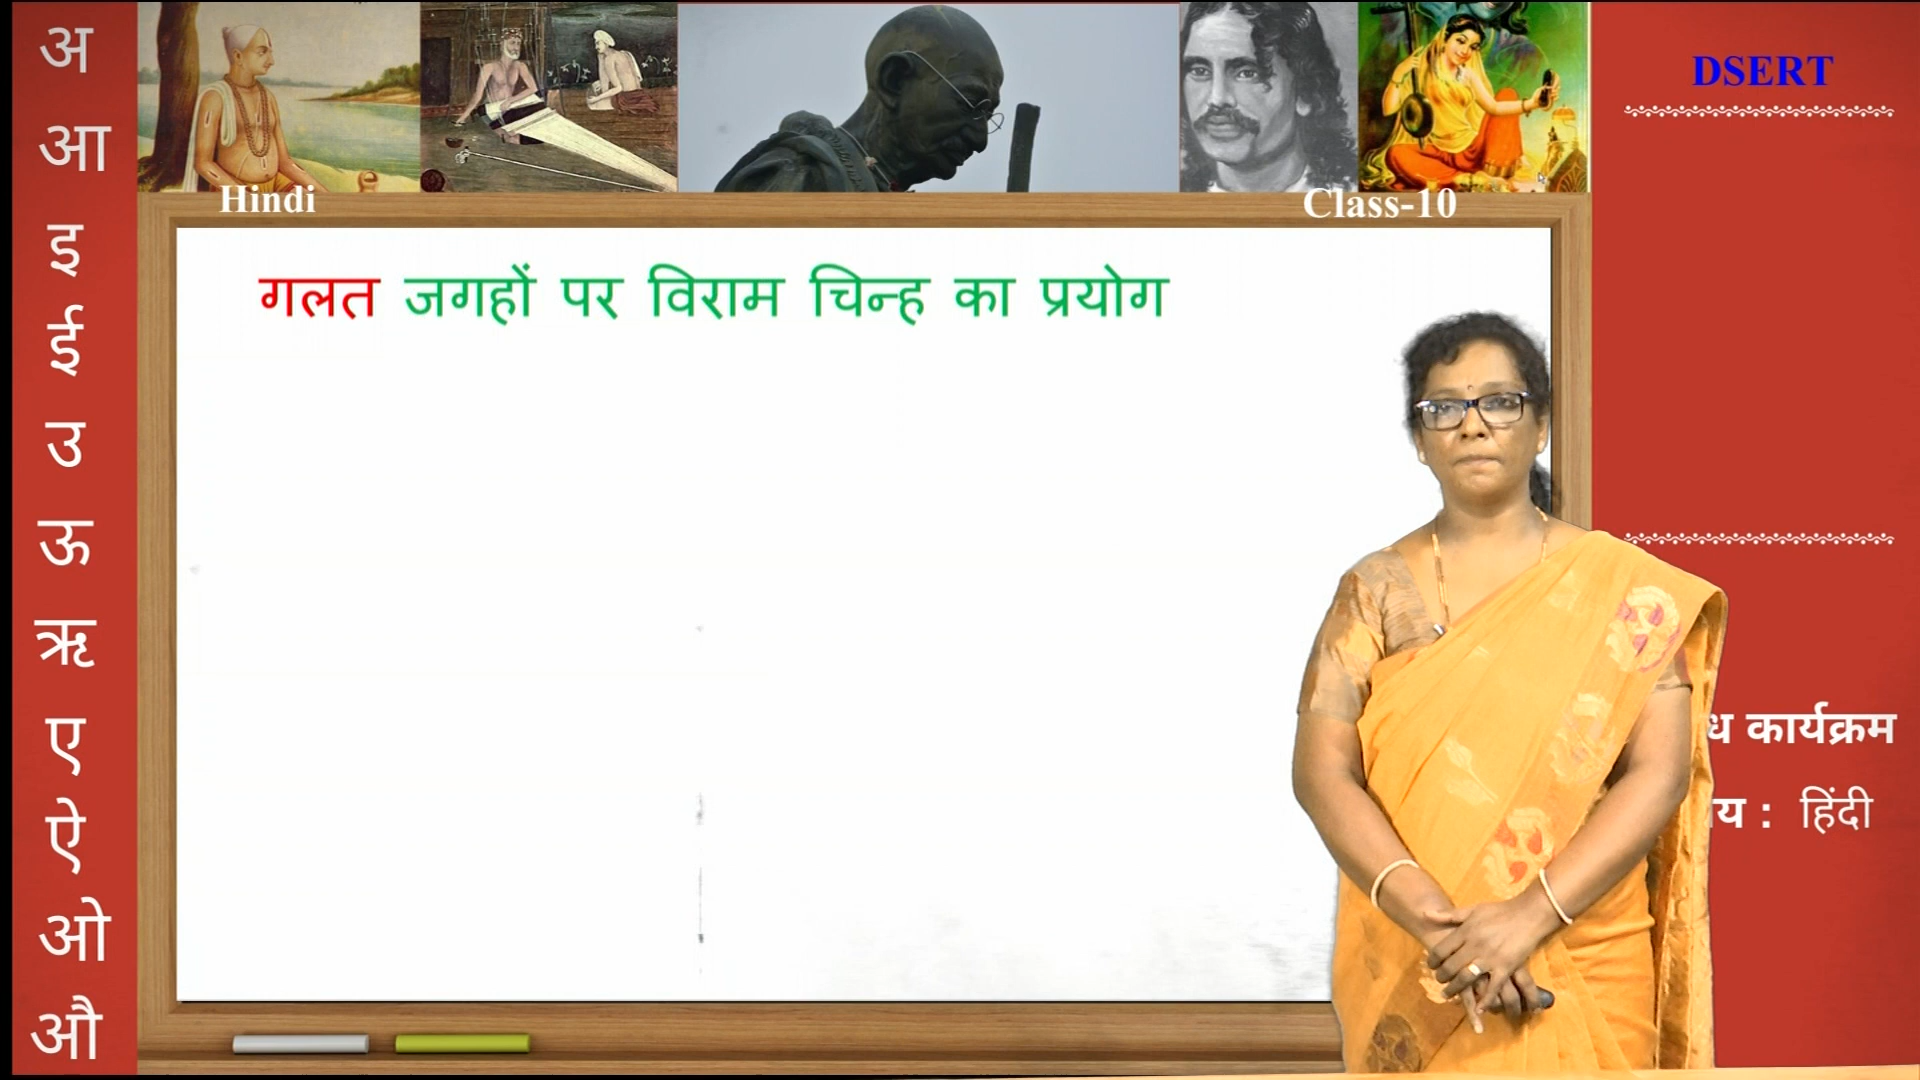 अ
आ
इ
ई
उ
ऊ
ऋ
ए
ऐ
ओ
औ
Hindi
Class-10
गलत जगहों पर विराम चिन्ह का प्रयोग
DSERT
कार्यक्रम
: हिंदी